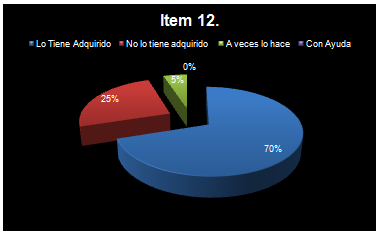 Item 12.
Lo Tiene Adquirido No lo tiene adquirido A veces lo hace Con Ayuda
0%
5%
25%
70%